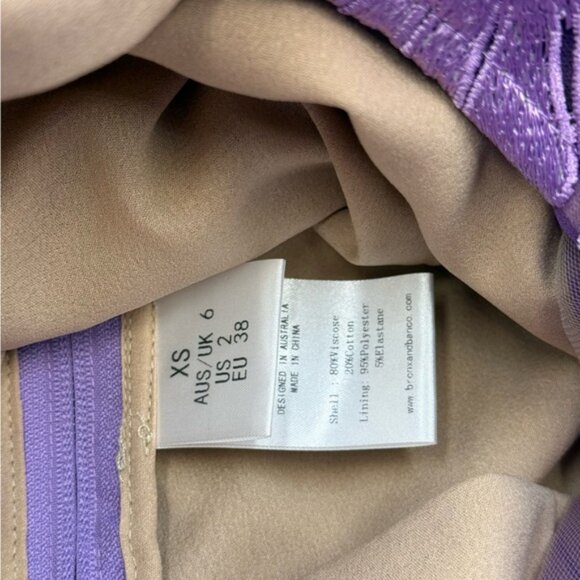 XS
AUS/UK 6
US 2
EU 38
DESIGNED IN AUSTRALIA
MADE IN CHINA
Shell : 80%Viscose
20%Cotton
Lining: 95%Polyester
5%Elastane
www.bronxandbanco.com